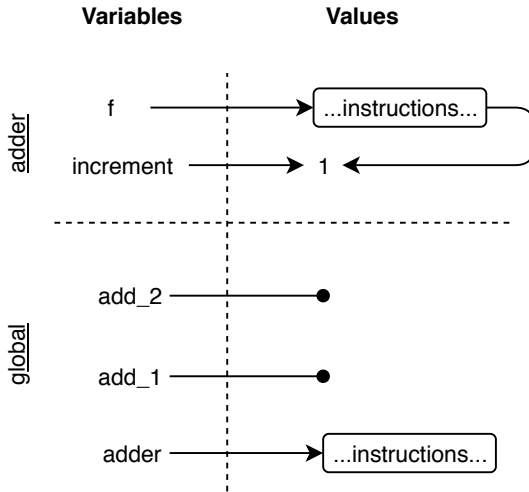 Variables Values
adder
f ...instructions...
increment 1
global
add_2
add_1
adder ...instructions...